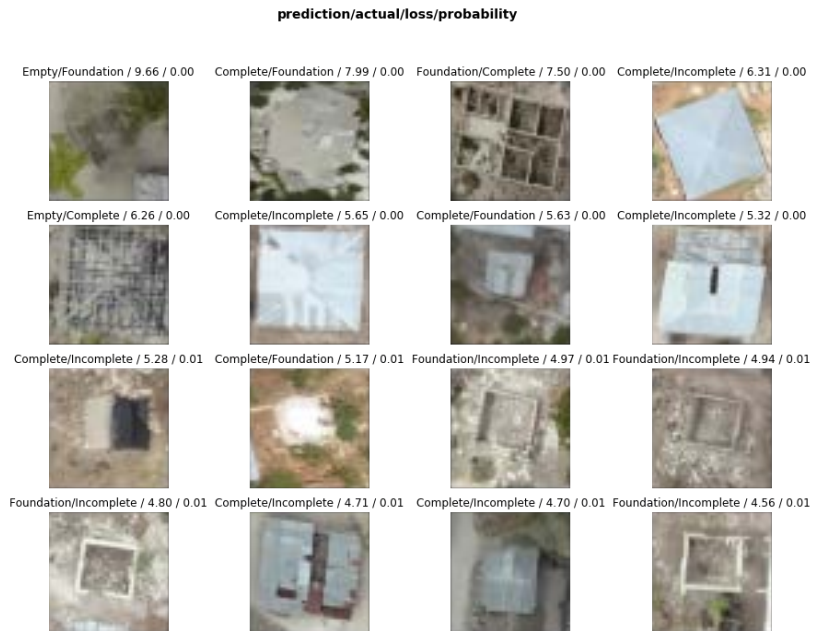 prediction/actual/loss/probability
Empty/Foundation / 9.66 / 0.00
Complete/Foundation / 7.99 / 0.00
Foundation/Complete / 7.50 / 0.00
Complete/Incomplete / 6.31 / 0.00
Empty/Complete / 6.26 / 0.00
Complete/Incomplete / 5.65 / 0.00
Complete/Foundation / 5.63 / 0.00
Complete/Incomplete / 5.32 / 0.00
Complete/Incomplete / 5.28 / 0.01
Complete/Foundation / 5.17 / 0.01
Foundation/Incomplete / 4.97 / 0.01
Foundation/Incomplete / 4.94 / 0.01
Foundation/Incomplete / 4.80 / 0.01
Complete/Incomplete / 4.71 / 0.01
Complete/Incomplete / 4.70 / 0.01
Foundation/Incomplete / 4.56 / 0.01